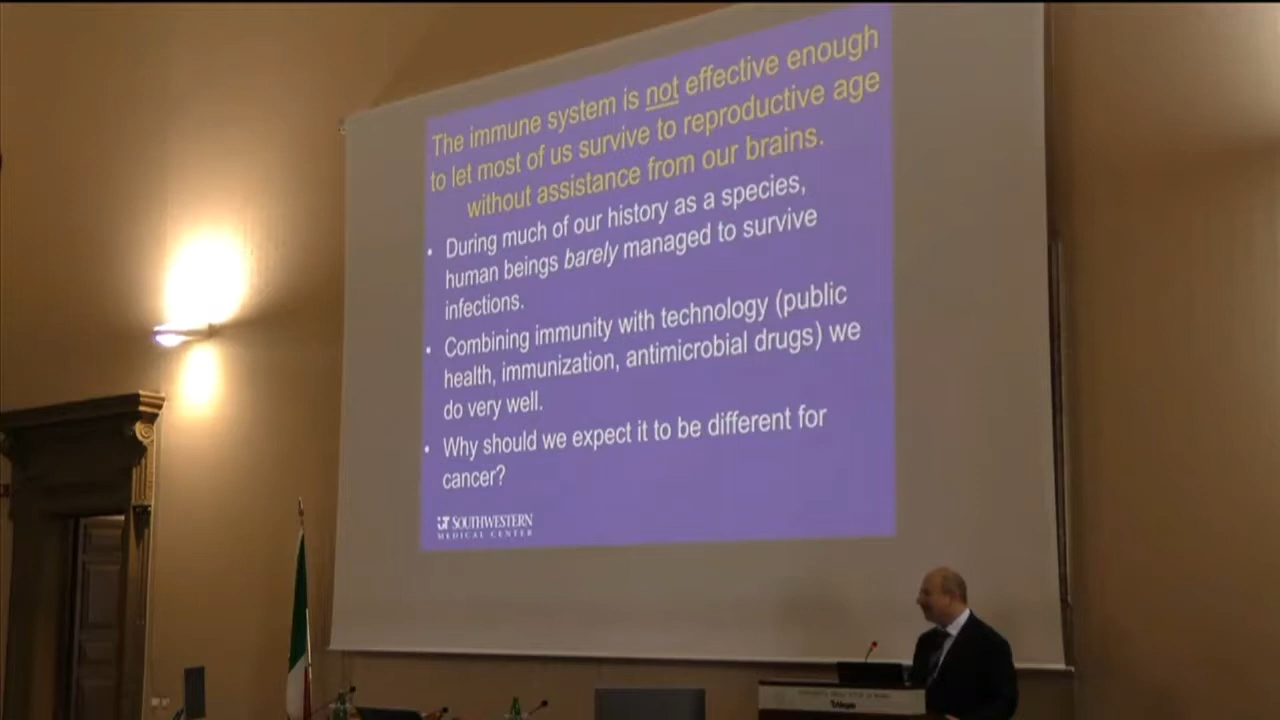 The immune system is not effective enough
to let most of us survive to reproductive age
without assistance from our brains.
• During much of our history as a species,
human beings barely managed to survive
infections.
• Combining immunity with technology (public
health, immunization, antimicrobial drugs) we
do very well.
• Why should we expect it to be different for
cancer?
UT SOUTHWESTERN
MEDICAL CENTER